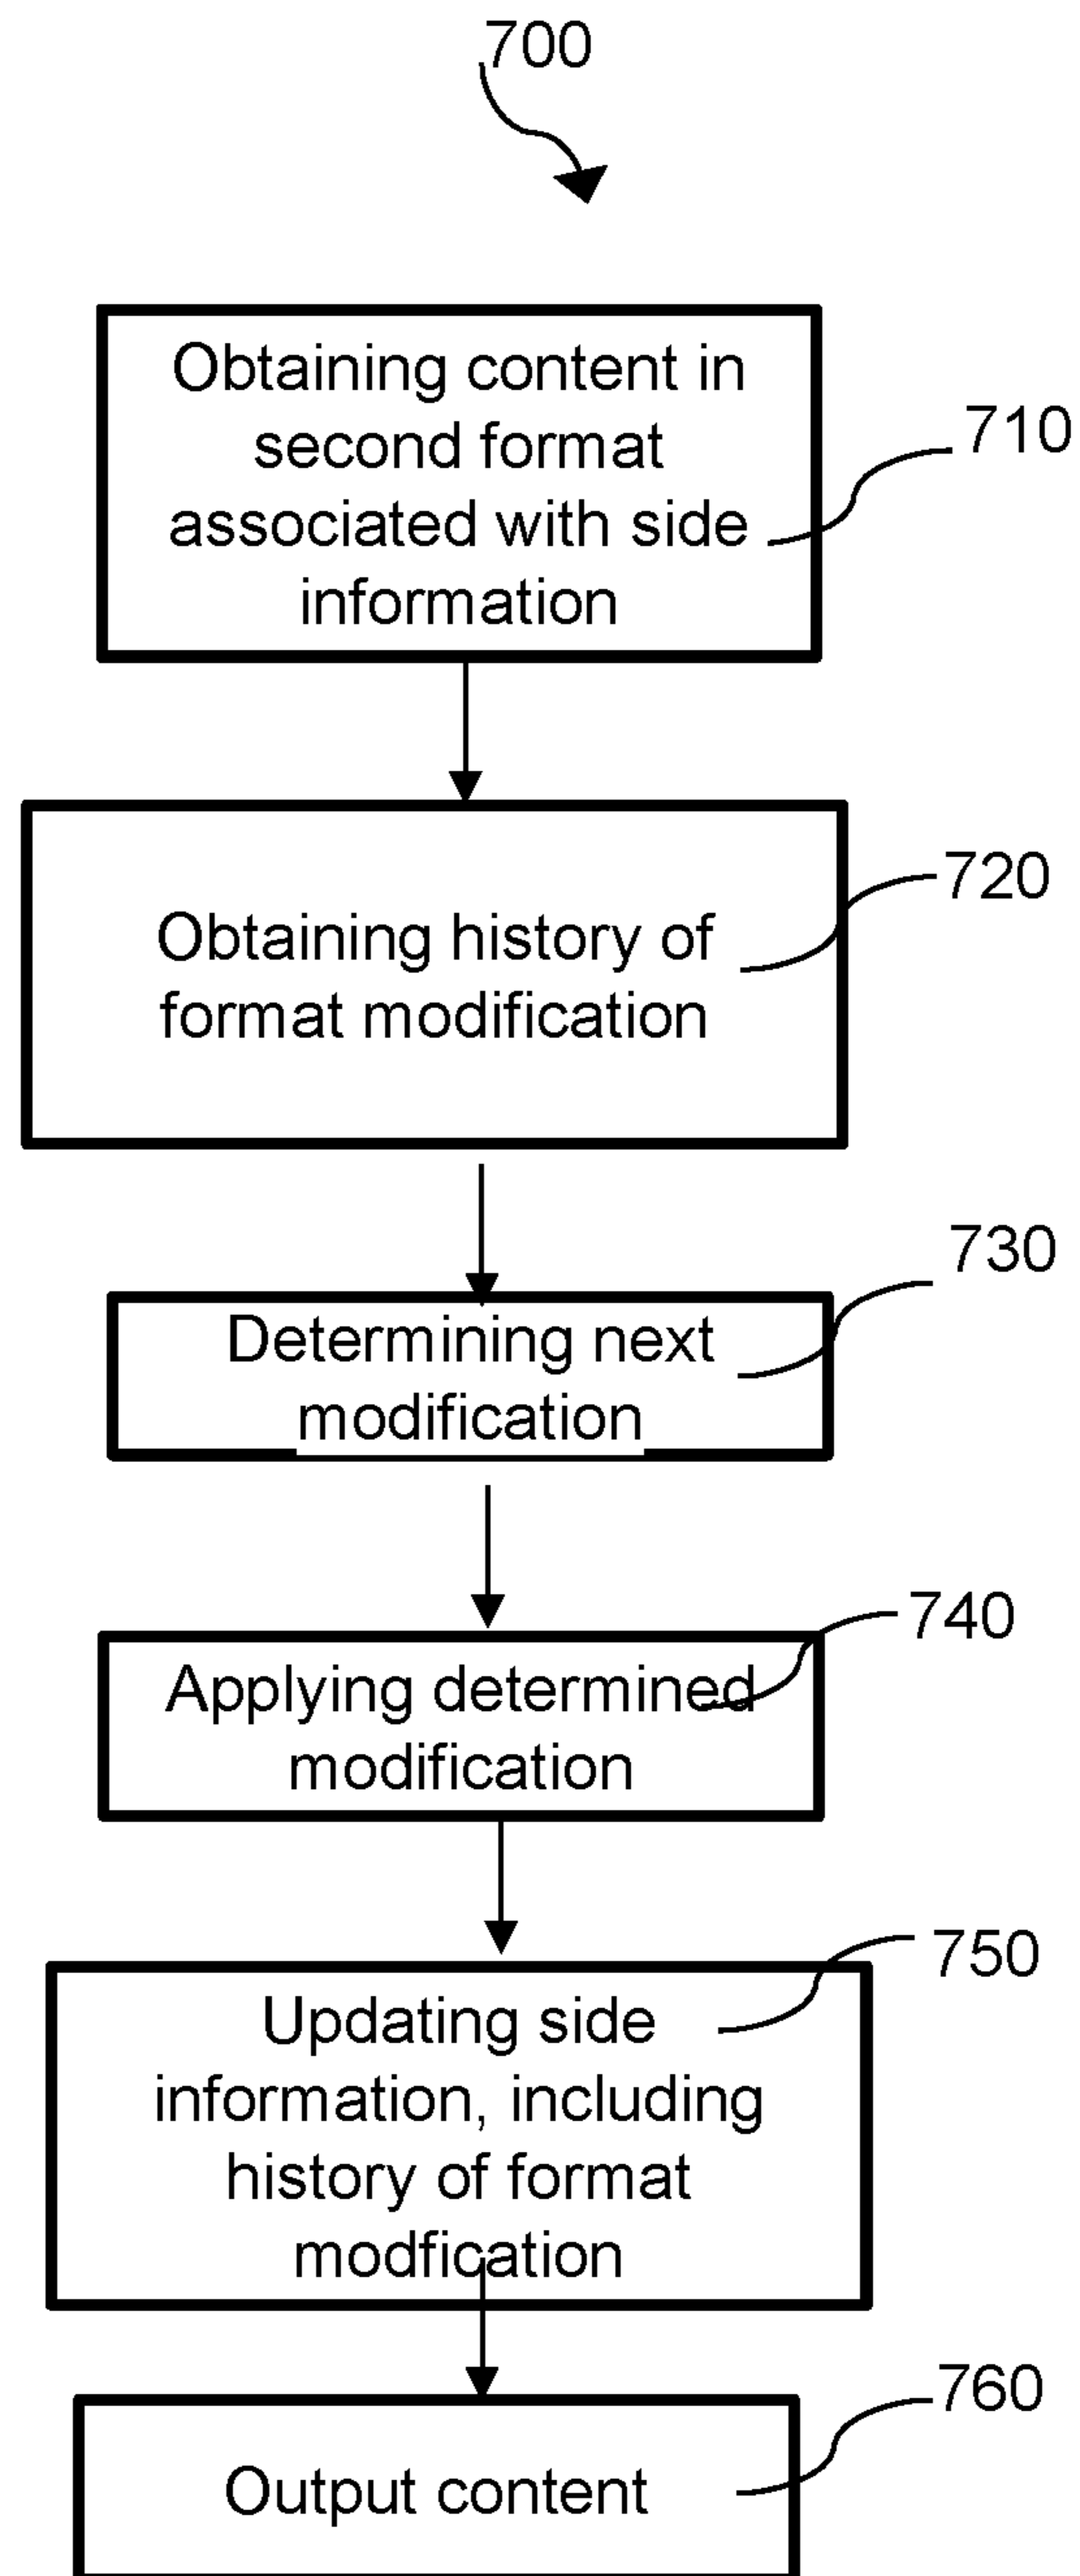 700
Obtaining content in
second format
associated with side
information
710
Obtaining history of
format modification
720
Determining next
modification
730
Applying determined
modification
740
Updating side
information, including
history of format
modfication
750
Output content
760